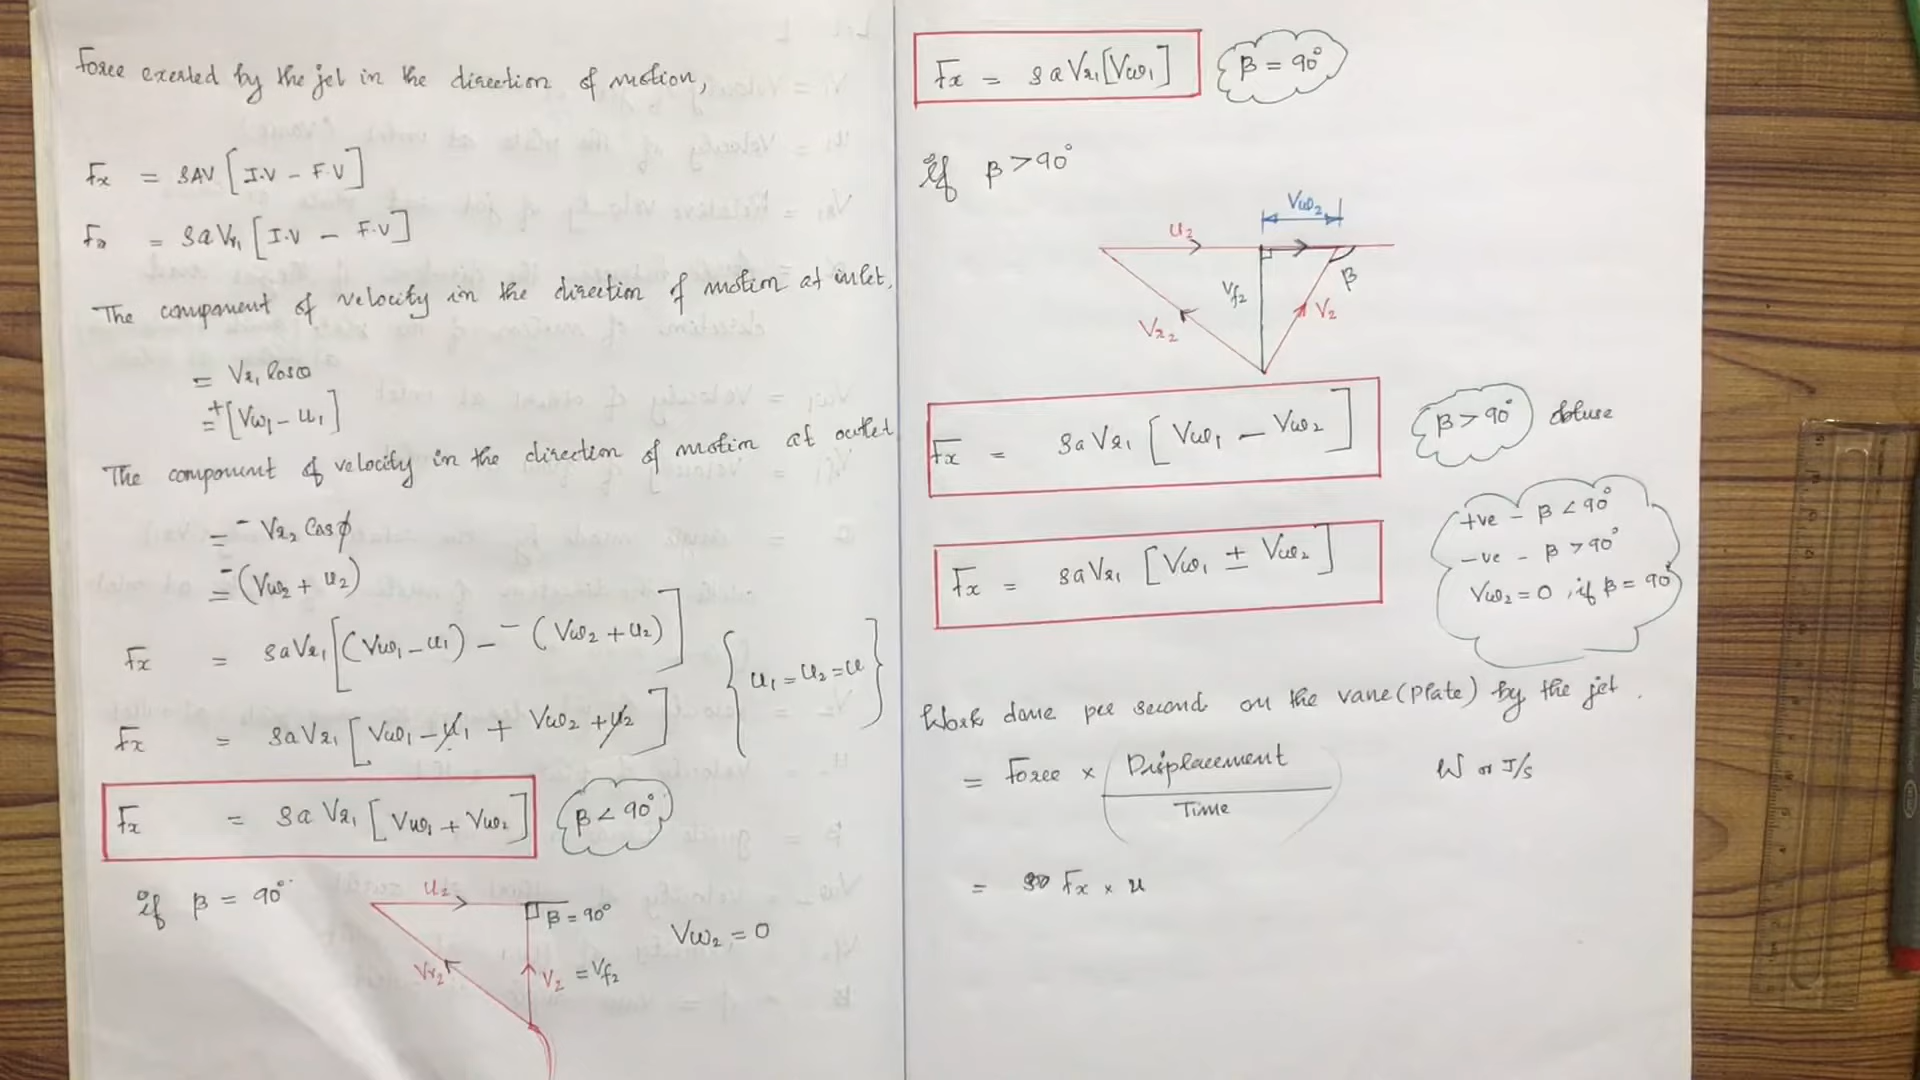 Force exerted by the jet in the direction of motion,
Fx = ρAV [I.V - F.V]
Fx = ρaVr1 [I.V - F.V]
The component of velocity in the direction of motion at inlet,
= Vr1 Cosθ
= +[Vw1 - u1]
The component of velocity in the direction of motion at outlet
= - Vr2 Cosϕ
= -(Vw2 + u2)
Fx = ρaVr1 [(Vw1 - u1) - -(Vw2 + u2)]
{u1 = u2 = u}
Fx = ρaVr1 [Vw1 - u1 + Vw2 + u2]
Fx = ρaVr1 [Vw1 + Vw2] β < 90°
if β = 90°
u2
β = 90°
Vw2 = 0
Vr2
V2 = Vf2
Fx = ρaVr1 [Vw1] β = 90°
if β > 90°
Vw2
u2
Vf2
β
Vr2
V2
Fx = ρaVr1 [Vw1 - Vw2] β > 90° obtuse
+ve - β < 90°
-ve - β > 90°
Vw2 = 0, if β = 90°
Fx = ρaVr1 [Vw1 ± Vw2]
Work done per second on the vane (plate) by the jet.
= Force × (Displacement / Time) W or J/s
= Fx × u